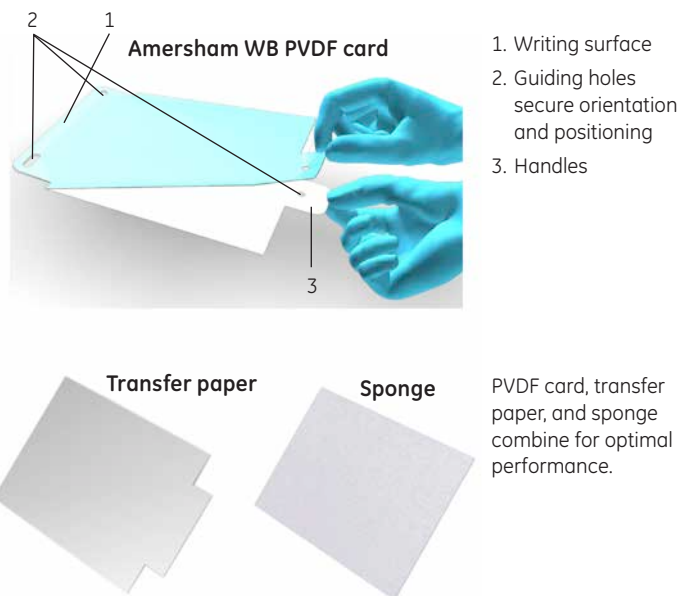 2
1
Amersham WB PVDF card
1. Writing surface
2. Guiding holes
secure orientation
and positioning
3. Handles
3
Transfer paper
Sponge
PVDF card, transfer
paper, and sponge
combine for optimal
performance.